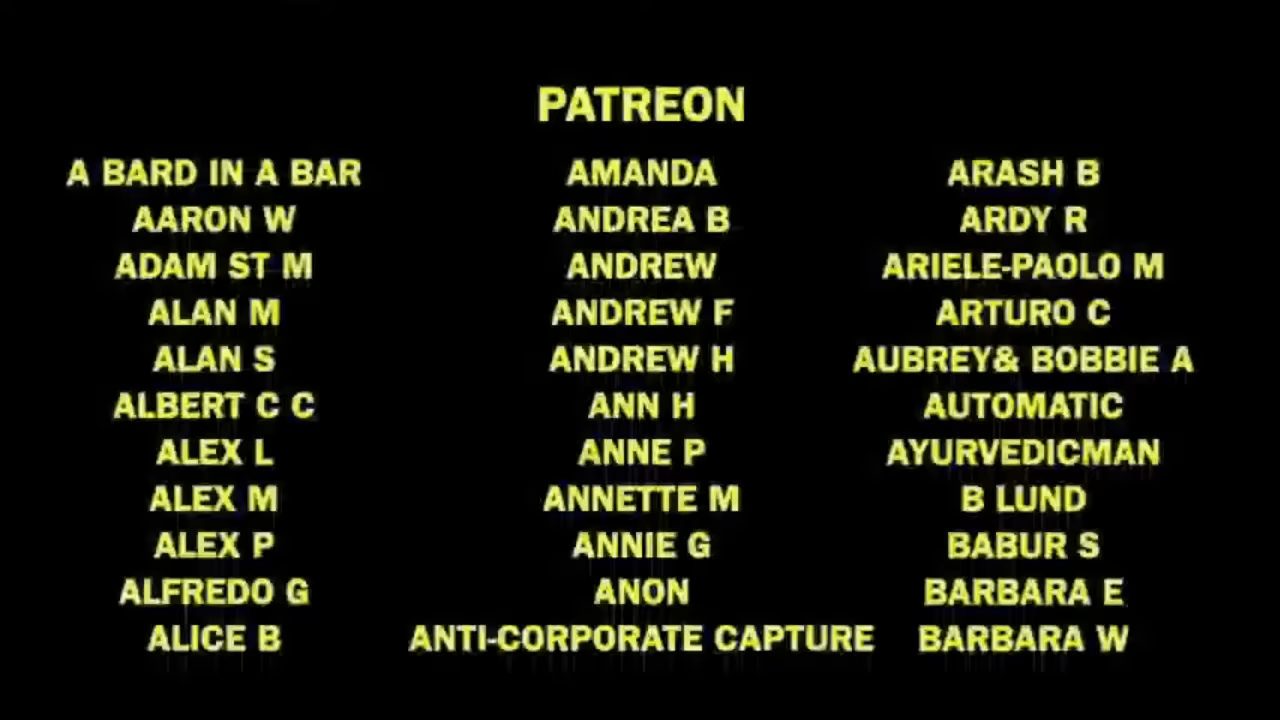 PATREON
A BARD IN A BAR
AARON W
ADAM ST M
ALAN M
ALAN S
ALBERT C C
ALEX L
ALEX M
ALEX P
ALFREDO G
ALICE B
AMANDA
ANDREA B
ANDREW
ANDREW F
ANDREW H
ANN H
ANNE P
ANNETTE M
ANNIE G
ANON
ANTI-CORPORATE CAPTURE
ARASH B
ARDY R
ARIELE-PAOLO M
ARTURO C
AUBREY& BOBBIE A
AUTOMATIC
AYURVEDICMAN
B LUND
BABUR S
BARBARA E
BARBARA W